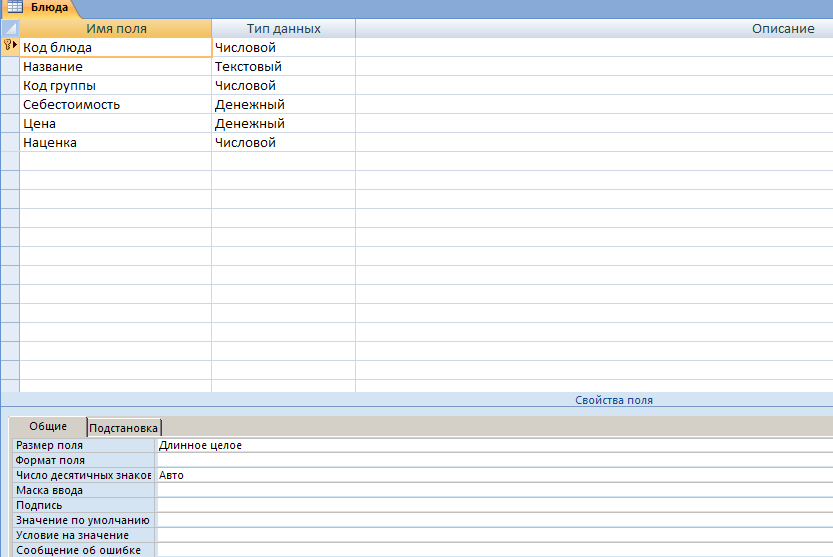 Блюда
Имя поля Тип данных Описание
Код блюда Числовой
Название Текстовый
Код группы Числовой
Себестоимость Денежный
Цена Денежный
Наценка Числовой
Свойства поля
Общие Подстановка
Размер поля Длинное целое
Формат поля
Число десятичных знаков Авто
Маска ввода
Подпись
Значение по умолчанию
Условие на значение
Сообщение об ошибке